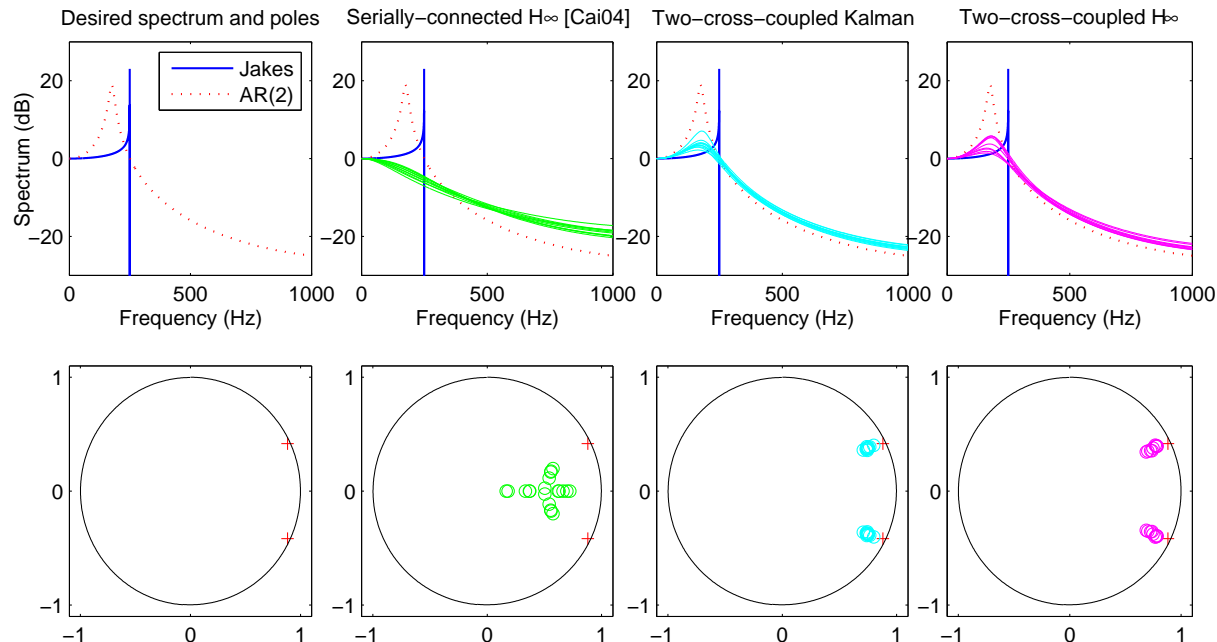 Desired spectrum and poles
Serially−connected H∞ [Cai04]
Two−cross−coupled Kalman
Two−cross−coupled H∞
Spectrum (dB)
20
0
−20
Jakes
AR(2)
0 500 1000
Frequency (Hz)
20
0
−20
0 500 1000
Frequency (Hz)
20
0
−20
0 500 1000
Frequency (Hz)
20
0
−20
0 500 1000
Frequency (Hz)
1
0
−1
−1 0 1
1
0
−1
−1 0 1
1
0
−1
−1 0 1
1
0
−1
−1 0 1